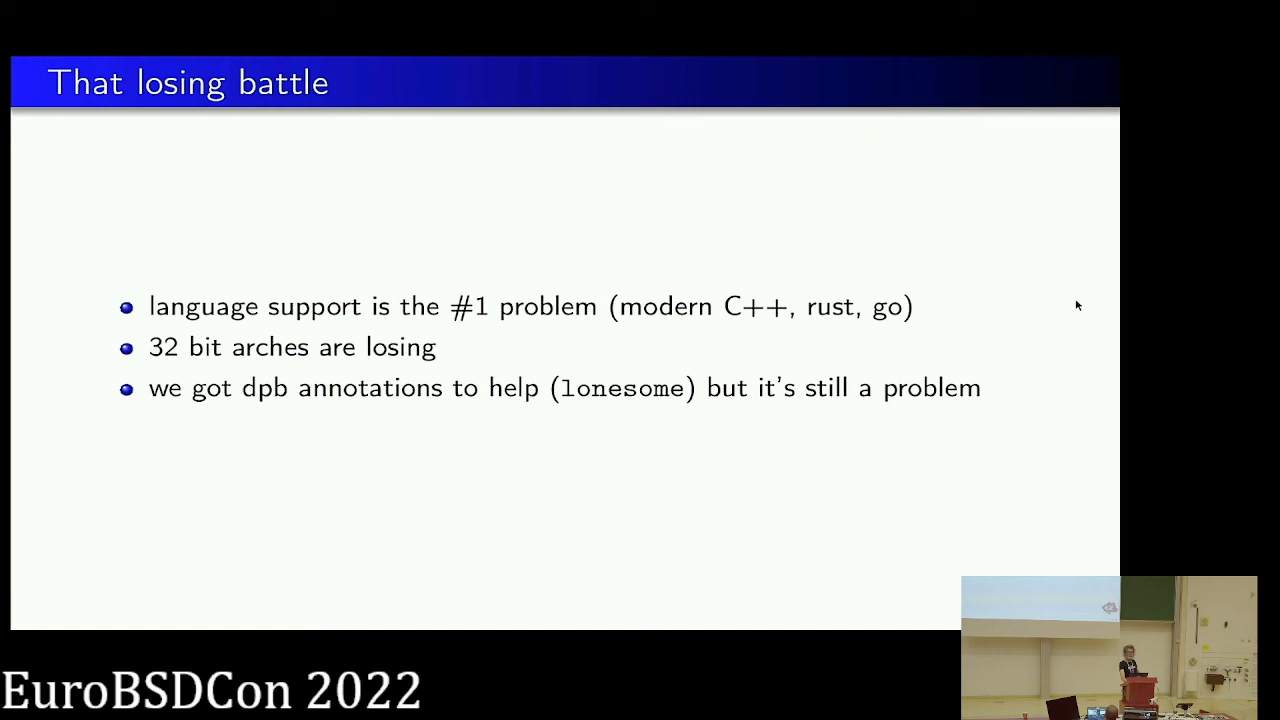 That losing battle
language support is the #1 problem (modern C++, rust, go)
32 bit arches are losing
we got dpb annotations to help (lonesome) but it's still a problem
EuroBSDCon 2022